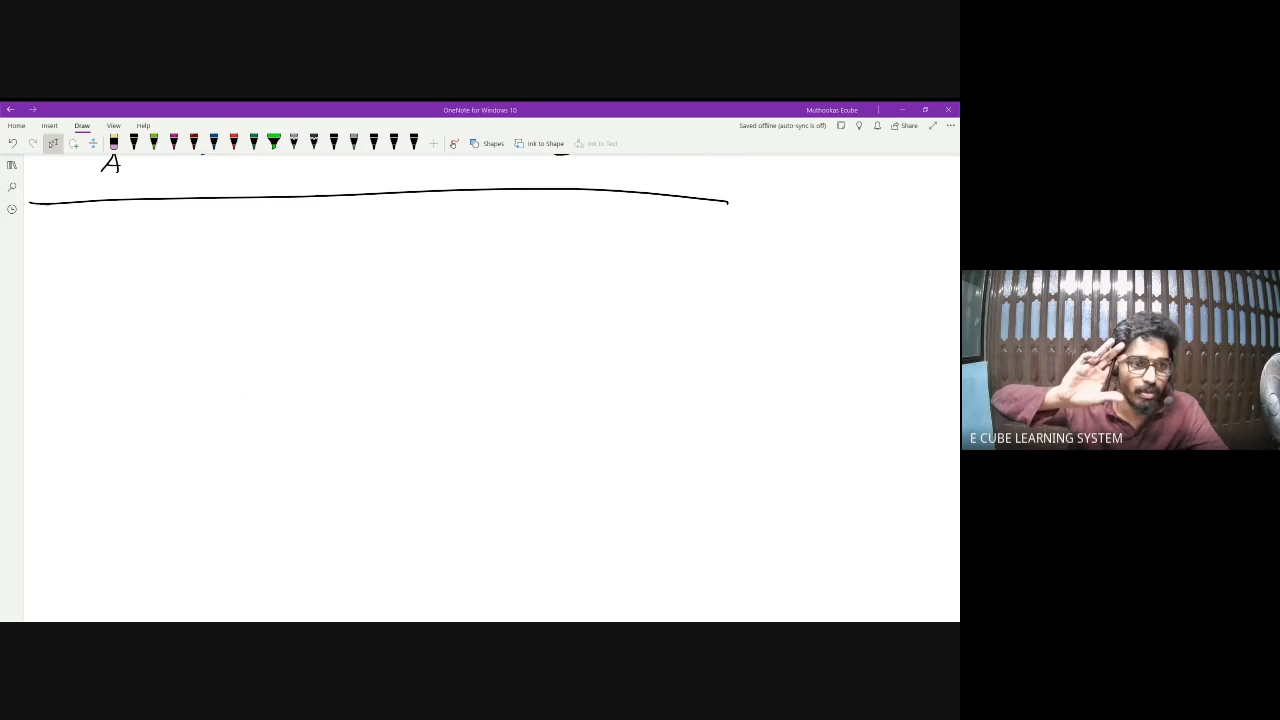 OneNote for Windows 10
Muthookas Ecube
Home Insert Draw View Help
Saved offline (auto-sync is off)
Share
Shapes
Ink to Shape
Ink to Text
A
E CUBE LEARNING SYSTEM